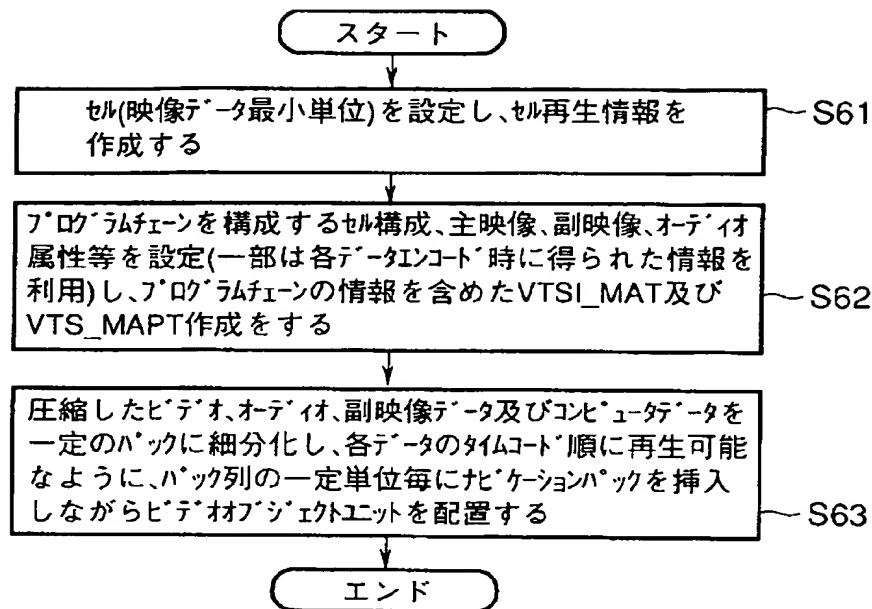 スタート
セル(映像データ最小単位)を設定し、セル再生情報を
作成する
S61
プログラムチェーンを構成するセル構成、主映像、副映像、オーディオ
属性等を設定(一部は各データエンコード時に得られた情報を
利用)し、プログラムチェーンの情報を含めたVTSI_MAT及び
VTS_MAPT作成をする
S62
圧縮したビデオ、オーディオ、副映像データ及びコンピュータデータを
一定のパックに細分化し、各データのタイムコード順に再生可能
なように、パック列の一定単位毎にナビケーションパックを挿入
しながらビデオオブジェクトユニットを配置する
S63
エンド